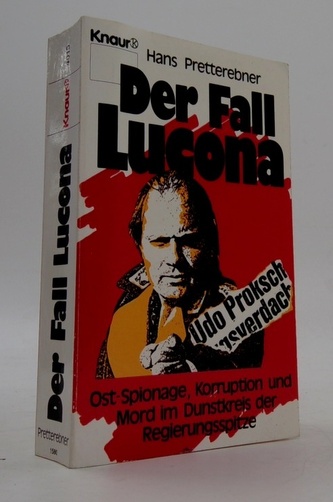 Knaur
Hans Pretterebner
Der Fall
Lucona
Udo Proksch
Ost-Spionage, Korruption und
Mord im Dunstkreis der
Regierungsspitze
Knaur
Der Fall Lucona
Pretterebner